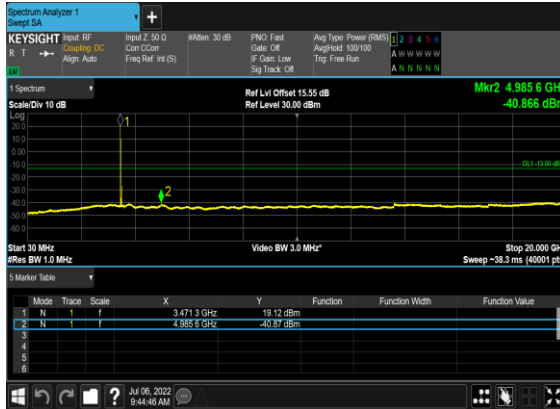 Spectrum Analyzer 1
Swept SA
+
KEYSIGHT Input: RF Input Z: 50 Ω #Atten: 30 dB PNO: Fast Avg Type: Power (RMS) 1 2 3 4 5 6
R T Coupling: DC Corr CCorr Gate: Off Avg|Hold: 100/100 A W W W W W
Align: Auto Freq Ref: Int (S) IF Gain: Low Trig: Free Run
Sig Track: Off A N N N N N
LU
1 Spectrum Ref Lvl Offset 15.55 dB Mkr2 4.985 6 GH
Scale/Div 10 dB Ref Level 30.00 dBm -40.866 dBr
Log
1
20.0
10.0
0.00
-10.0
DL1 -13.00 dB
-20.0
-30.0
2
-40.0
-50.0
-60.0
Start 30 MHz Video BW 3.0 MHz* Stop 20.000 GH
#Res BW 1.0 MHz Sweep ~38.3 ms (40001 pts
5 Marker Table
Mode Trace Scale X Y Function Function Width Function Value
1 N 1 f 3.471 3 GHz 19.12 dBm
2 N 1 f 4.985 6 GHz -40.87 dBm
3
4
5
6
? Jul 06, 2022
9:44:46 AM